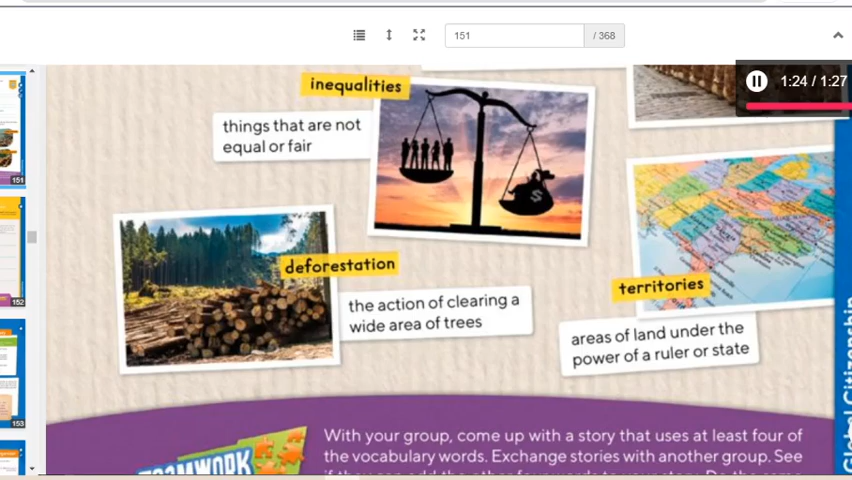 151
/ 368
1:24 / 1:27
inequalities
things that are not
equal or fair
$
deforestation
the action of clearing a
wide area of trees
territories
areas of land under the
power of a ruler or state
Global Citizenship
TEAMWORK
With your group, come up with a story that uses at least four of
the vocabulary words. Exchange stories with another group. See
151
152
153